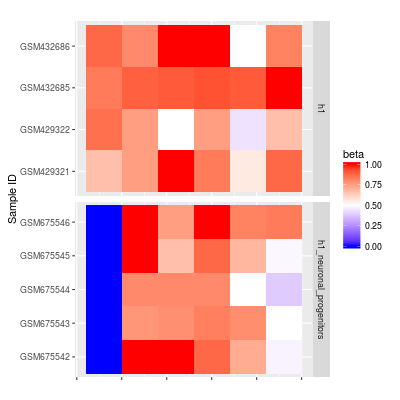 GSM432686
GSM432685
GSM429322
GSM429321
h1
GSM675546
GSM675545
GSM675544
GSM675543
GSM675542
h1_neuronal_progenitors
Sample ID
beta
1.00
0.75
0.50
0.25
0.00